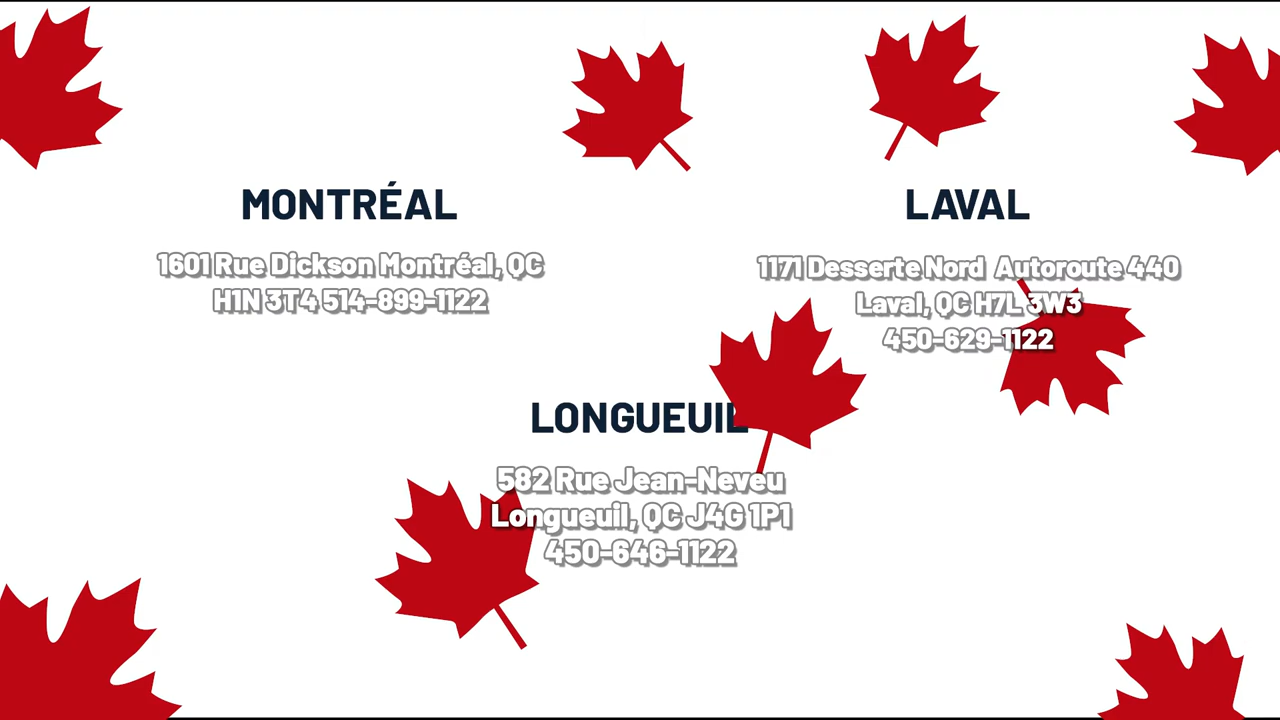 MONTRÉAL
1601 Rue Dickson Montréal, QC
H1N 3T4 514-899-1122
LAVAL
1171 Desserte Nord Autoroute 440
Laval, QC H7L 3W3
450-629-1122
LONGUEUIL
582 Rue Jean-Neveu
Longueuil, QC J4G 1P1
450-646-1122